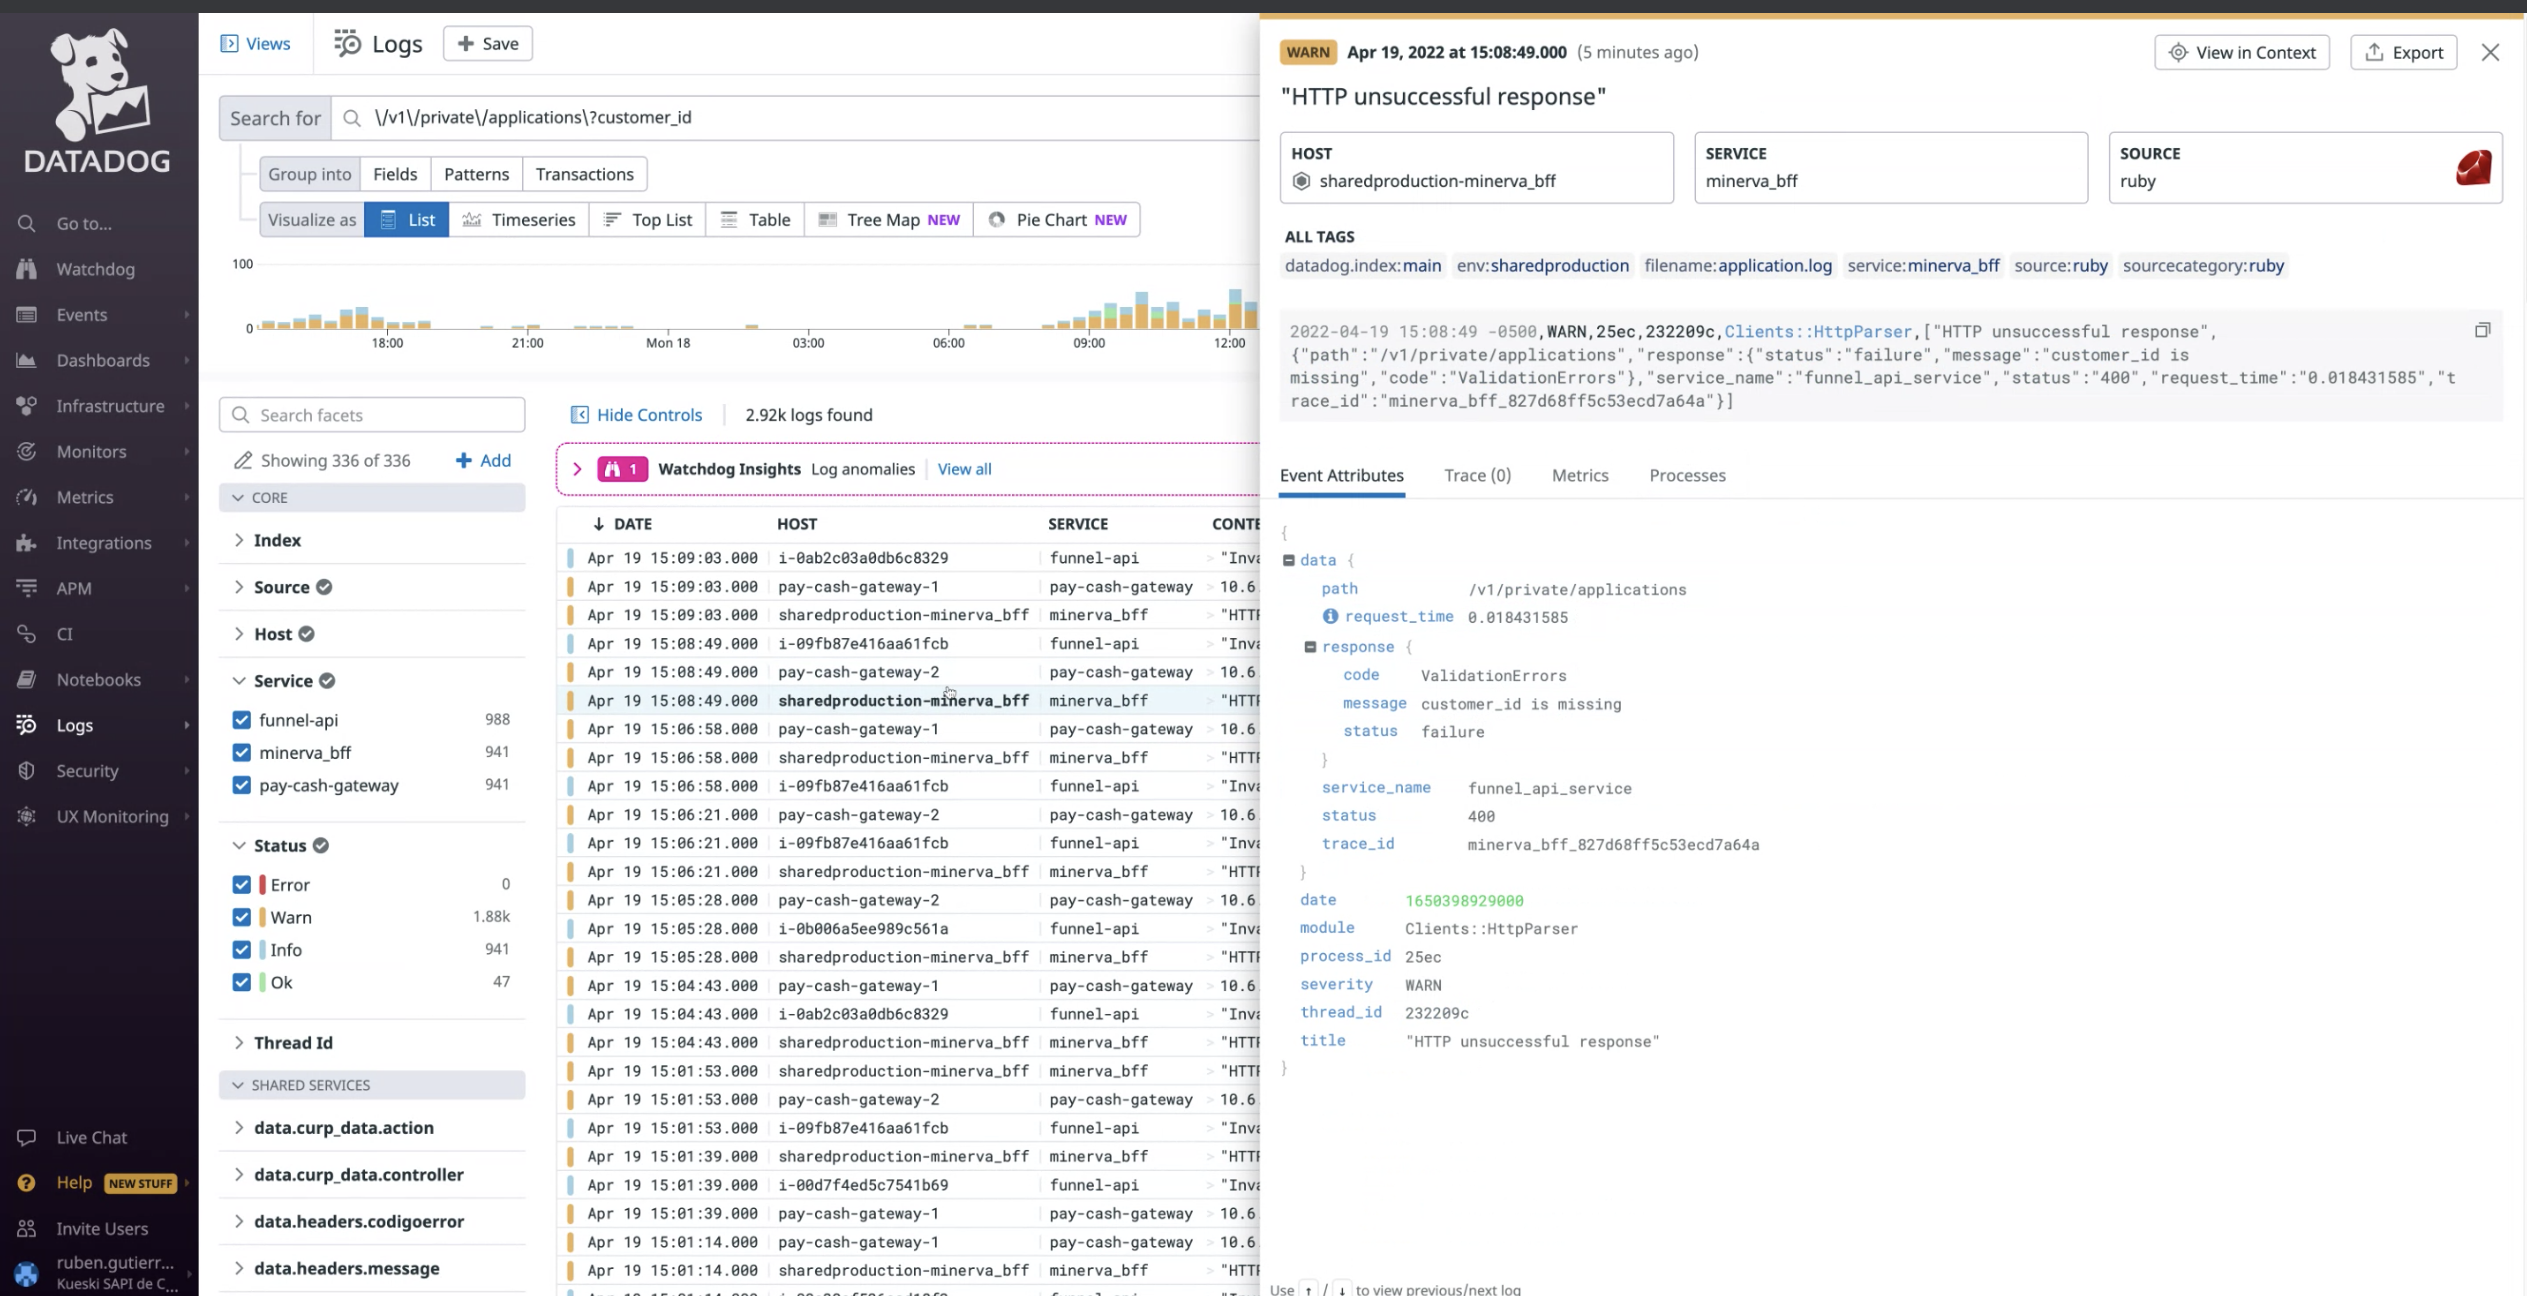 DATADOG
Go to...
Watchdog
Events
Dashboards
Infrastructure
Monitors
Metrics
Integrations
APM
CI
Notebooks
Logs
Security
UX Monitoring
Live Chat
Help NEW STUFF
Invite Users
ruben.gutierr...
Kueski SAPI de C...
Views
Logs
Save
Search for \/v1\/private\/applications\?customer_id
Group into Fields Patterns Transactions
Visualize as List Timeseries Top List Table Tree Map NEW Pie Chart NEW
100
0
18:00 21:00 Mon 18 03:00 06:00 09:00 12:00
Search facets
Showing 336 of 336 Add
CORE
Index
Source
Host
Service
funnel-api 988
minerva_bff 941
pay-cash-gateway 941
Status
Error 0
Warn 1.88k
Info 941
Ok 47
Thread Id
SHARED SERVICES
data.curp_data.action
data.curp_data.controller
data.headers.codigoerror
data.headers.message
Hide Controls 2.92k logs found
1 Watchdog Insights Log anomalies View all
DATE HOST SERVICE CONTE
Apr 19 15:09:03.000 i-0ab2c03a0db6c8329 funnel-api > "Inva
Apr 19 15:09:03.000 pay-cash-gateway-1 pay-cash-gateway > 10.6
Apr 19 15:09:03.000 sharedproduction-minerva_bff minerva_bff > "HTTP
Apr 19 15:08:49.000 i-09fb87e416aa61fcb funnel-api > "Inva
Apr 19 15:08:49.000 pay-cash-gateway-2 pay-cash-gateway > 10.6
Apr 19 15:08:49.000 sharedproduction-minerva_bff minerva_bff > "HTTP
Apr 19 15:06:58.000 pay-cash-gateway-1 pay-cash-gateway > 10.6
Apr 19 15:06:58.000 sharedproduction-minerva_bff minerva_bff > "HTTP
Apr 19 15:06:58.000 i-09fb87e416aa61fcb funnel-api > "Inva
Apr 19 15:06:21.000 pay-cash-gateway-2 pay-cash-gateway > 10.6
Apr 19 15:06:21.000 i-09fb87e416aa61fcb funnel-api > "Inva
Apr 19 15:06:21.000 sharedproduction-minerva_bff minerva_bff > "HTTP
Apr 19 15:05:28.000 pay-cash-gateway-2 pay-cash-gateway > 10.6
Apr 19 15:05:28.000 i-0b006a5ee989c561a funnel-api > "Inva
Apr 19 15:05:28.000 sharedproduction-minerva_bff minerva_bff > "HTTP
Apr 19 15:04:43.000 pay-cash-gateway-1 pay-cash-gateway > 10.6
Apr 19 15:04:43.000 i-0ab2c03a0db6c8329 funnel-api > "Inva
Apr 19 15:04:43.000 sharedproduction-minerva_bff minerva_bff > "HTTP
Apr 19 15:01:53.000 sharedproduction-minerva_bff minerva_bff > "HTTP
Apr 19 15:01:53.000 pay-cash-gateway-2 pay-cash-gateway > 10.6
Apr 19 15:01:53.000 i-09fb87e416aa61fcb funnel-api > "Inva
Apr 19 15:01:39.000 sharedproduction-minerva_bff minerva_bff > "HTTP
Apr 19 15:01:39.000 i-00d7f4ed5c7541b69 funnel-api > "Inva
Apr 19 15:01:39.000 pay-cash-gateway-1 pay-cash-gateway > 10.6
Apr 19 15:01:14.000 pay-cash-gateway-1 pay-cash-gateway > 10.6
Apr 19 15:01:14.000 sharedproduction-minerva_bff minerva_bff > "HTTP
WARN Apr 19, 2022 at 15:08:49.000 (5 minutes ago) View in Context Export
"HTTP unsuccessful response"
HOST
sharedproduction-minerva_bff
SERVICE
minerva_bff
SOURCE
ruby
ALL TAGS
datadog.index:main env:sharedproduction filename:application.log service:minerva_bff source:ruby sourcecategory:ruby
2022-04-19 15:08:49 -0500,WARN,25ec,232209c,Clients::HttpParser,["HTTP unsuccessful response",
{"path":"/v1/private/applications","response":{"status":"failure","message":"customer_id is
missing","code":"ValidationErrors"},"service_name":"funnel_api_service","status":"400","request_time":"0.018431585","t
race_id":"minerva_bff_827d68ff5c53ecd7a64a"}]
Event Attributes Trace (0) Metrics Processes
{
data {
path /v1/private/applications
request_time 0.018431585
response {
code ValidationErrors
message customer_id is missing
status failure
}
service_name funnel_api_service
status 400
trace_id minerva_bff_827d68ff5c53ecd7a64a
}
date 1650398929000
module Clients::HttpParser
process_id 25ec
severity WARN
thread_id 232209c
title "HTTP unsuccessful response"
}
Use ↑ / ↓ to view previous/next log